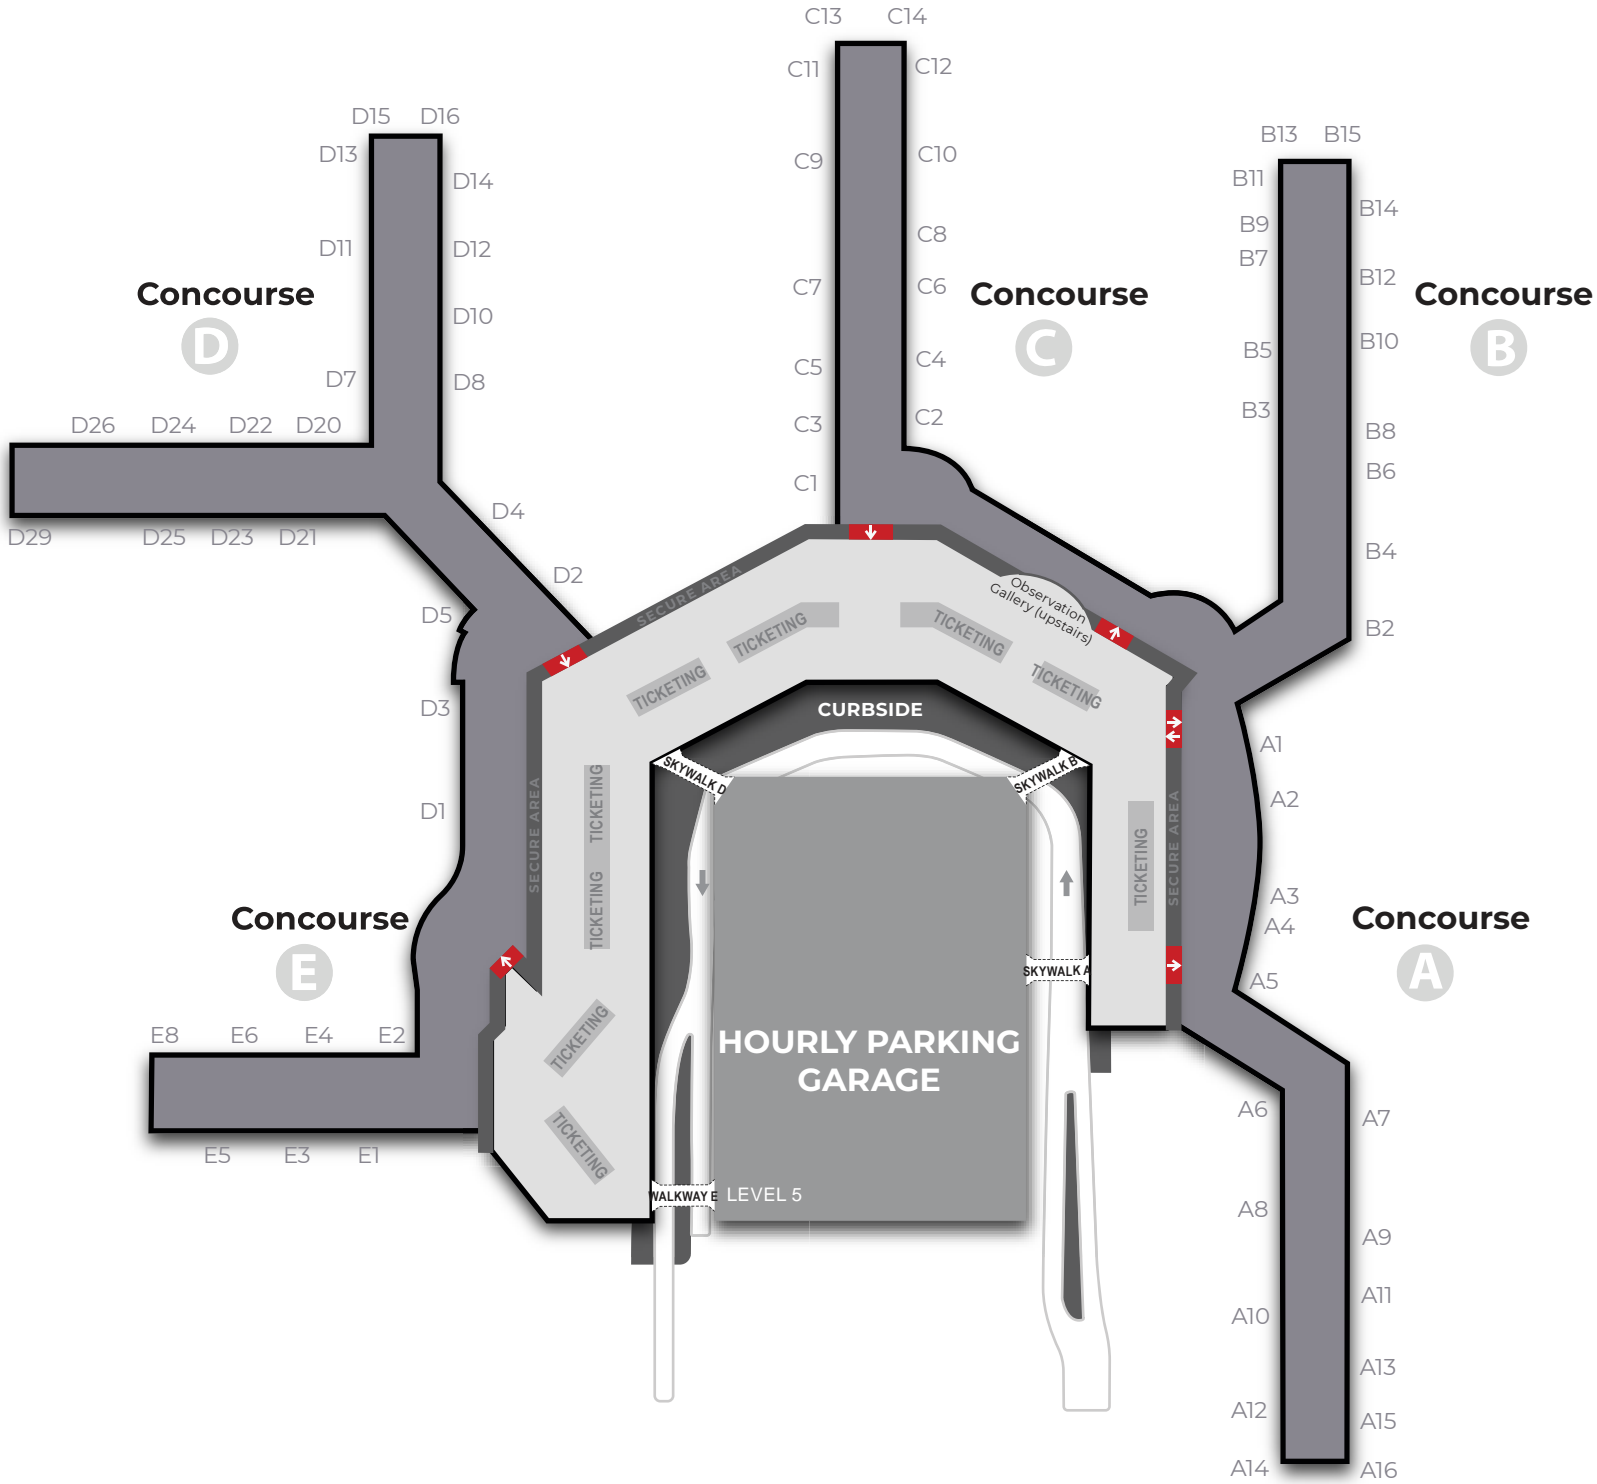 C13 C14
C11 C12
D15 D16
B13 B15
D13
C9 C10
D14
B11
B14
B9
C8
D11 D12
B7
B12
Concourse
Concourse
Concourse
C7 C6
D10
D
C
B
B10
B5
C5 C4
D7 D8
B3
D26 D24 D22 D20
C3 C2
B8
B6
C1
D4
D29 D25 D23 D21
B4
D2
SECURE AREA
Observation
Gallery (upstairs)
D5
B2
TICKETING
TICKETING
TICKETING
TICKETING
D3
CURBSIDE
A1
SKYWALK D
SKYWALK B
D1
A2
TICKETING
SECURE AREA
TICKETING
SECURE AREA
TICKETING
A3
Concourse
A4
Concourse
E
SKYWALK A
A
A5
E8 E6 E4 E2
TICKETING
HOURLY PARKING
GARAGE
A6
A7
TICKETING
E5 E3 E1
WALKWAY E
LEVEL 5
A8
A9
A11
A10
A13
A12
A15
A14
A16